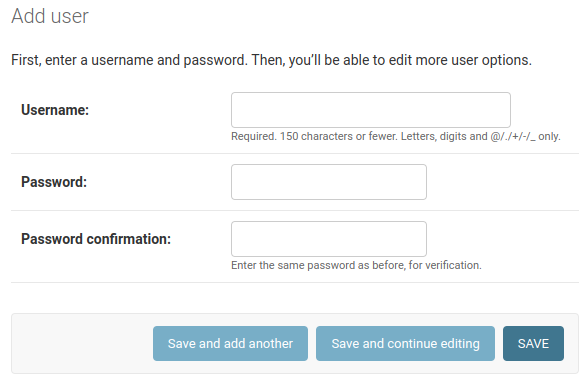 Add user
First, enter a username and password. Then, you’ll be able to edit more user options.
Username:
Required. 150 characters or fewer. Letters, digits and @/./+/-/_ only.
Password:
Password confirmation:
Enter the same password as before, for verification.
Save and add another
Save and continue editing
SAVE